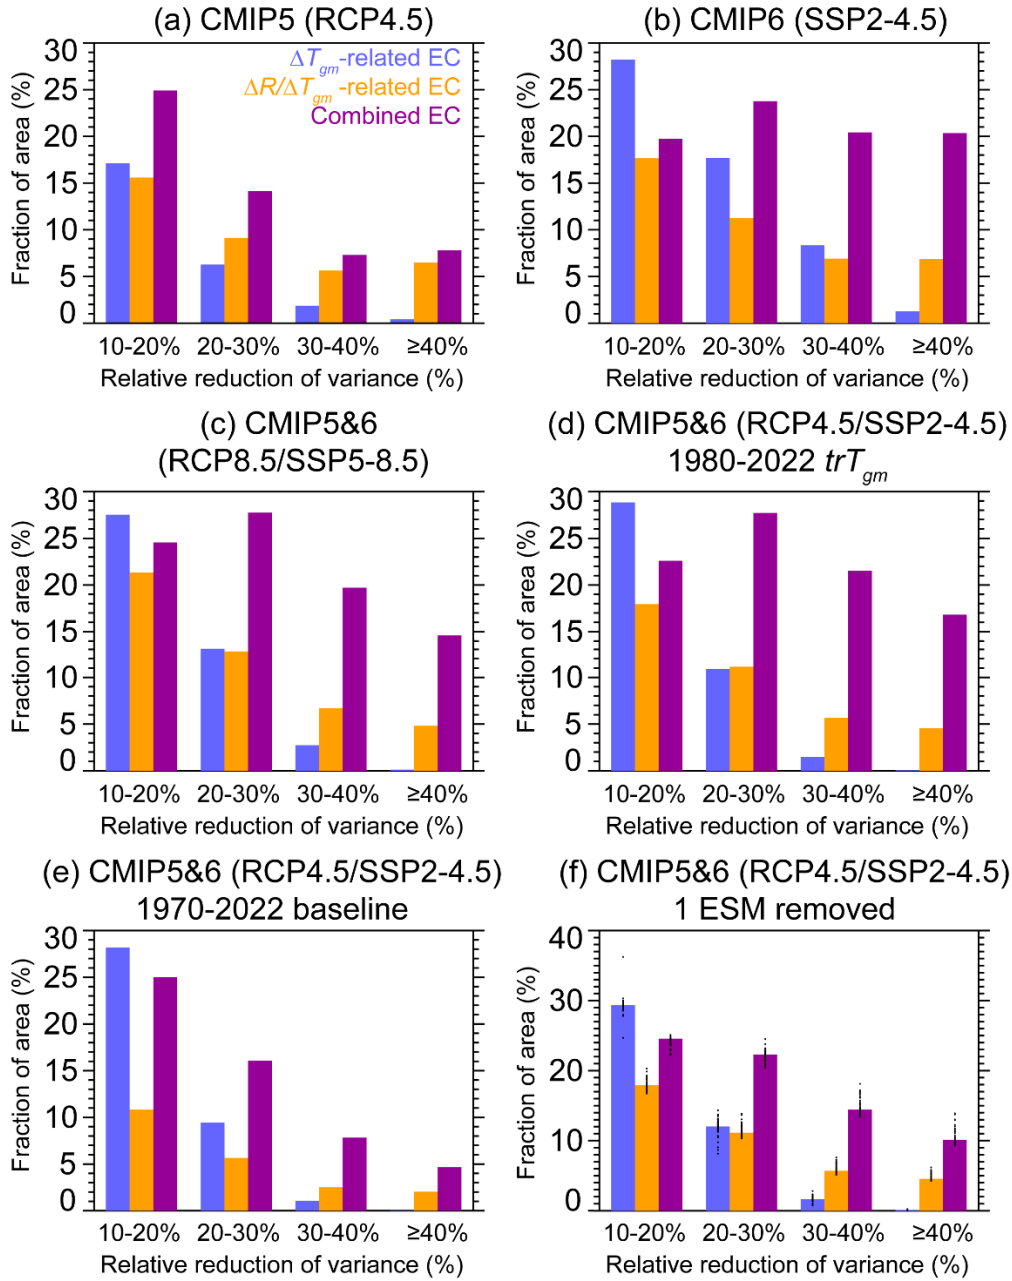 (a) CMIP5 (RCP4.5)
30
25
20
15
10
5
0
Fraction of area (%)
ΔTgm-related EC
ΔR/ΔTgm-related EC
Combined EC
10-20% 20-30% 30-40% ≥40%
Relative reduction of variance (%)
(b) CMIP6 (SSP2-4.5)
30
25
20
15
10
5
0
Fraction of area (%)
10-20% 20-30% 30-40% ≥40%
Relative reduction of variance (%)
(c) CMIP5&6
(RCP8.5/SSP5-8.5)
30
25
20
15
10
5
0
Fraction of area (%)
10-20% 20-30% 30-40% ≥40%
Relative reduction of variance (%)
(d) CMIP5&6 (RCP4.5/SSP2-4.5)
1980-2022 trTgm
30
25
20
15
10
5
0
Fraction of area (%)
10-20% 20-30% 30-40% ≥40%
Relative reduction of variance (%)
(e) CMIP5&6 (RCP4.5/SSP2-4.5)
1970-2022 baseline
30
25
20
15
10
5
0
Fraction of area (%)
10-20% 20-30% 30-40% ≥40%
Relative reduction of variance (%)
(f) CMIP5&6 (RCP4.5/SSP2-4.5)
1 ESM removed
40
30
20
10
0
Fraction of area (%)
10-20% 20-30% 30-40% ≥40%
Relative reduction of variance (%)